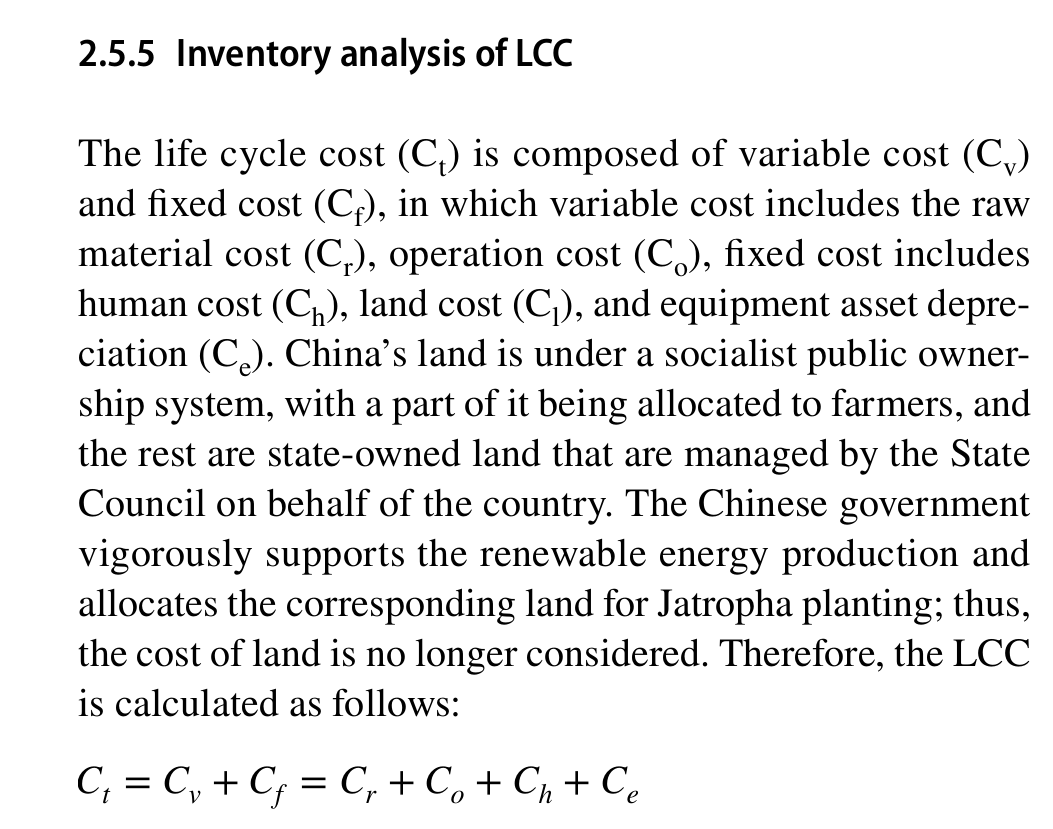 2.5.5 Inventory analysis of LCC
The life cycle cost (Cₜ) is composed of variable cost (Cᵥ)
and fixed cost (C_f), in which variable cost includes the raw
material cost (Cᵣ), operation cost (Cₒ), fixed cost includes
human cost (Cₕ), land cost (Cₗ), and equipment asset depre-
ciation (Cₑ). China’s land is under a socialist public owner-
ship system, with a part of it being allocated to farmers, and
the rest are state-owned land that are managed by the State
Council on behalf of the country. The Chinese government
vigorously supports the renewable energy production and
allocates the corresponding land for Jatropha planting; thus,
the cost of land is no longer considered. Therefore, the LCC
is calculated as follows:
Cₜ = Cᵥ + C_f = Cᵣ + Cₒ + Cₕ + Cₑ